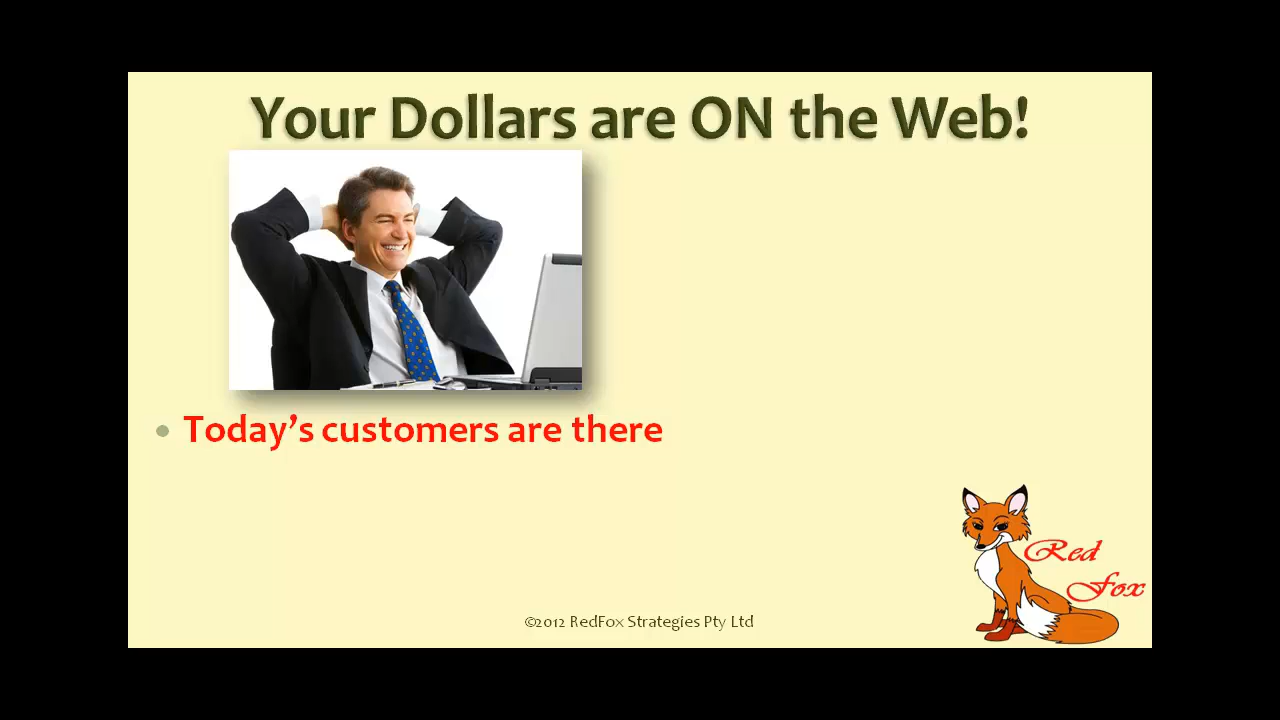 Your Dollars are ON the Web!
• Today’s customers are there
Red
Fox
©2012 RedFox Strategies Pty Ltd